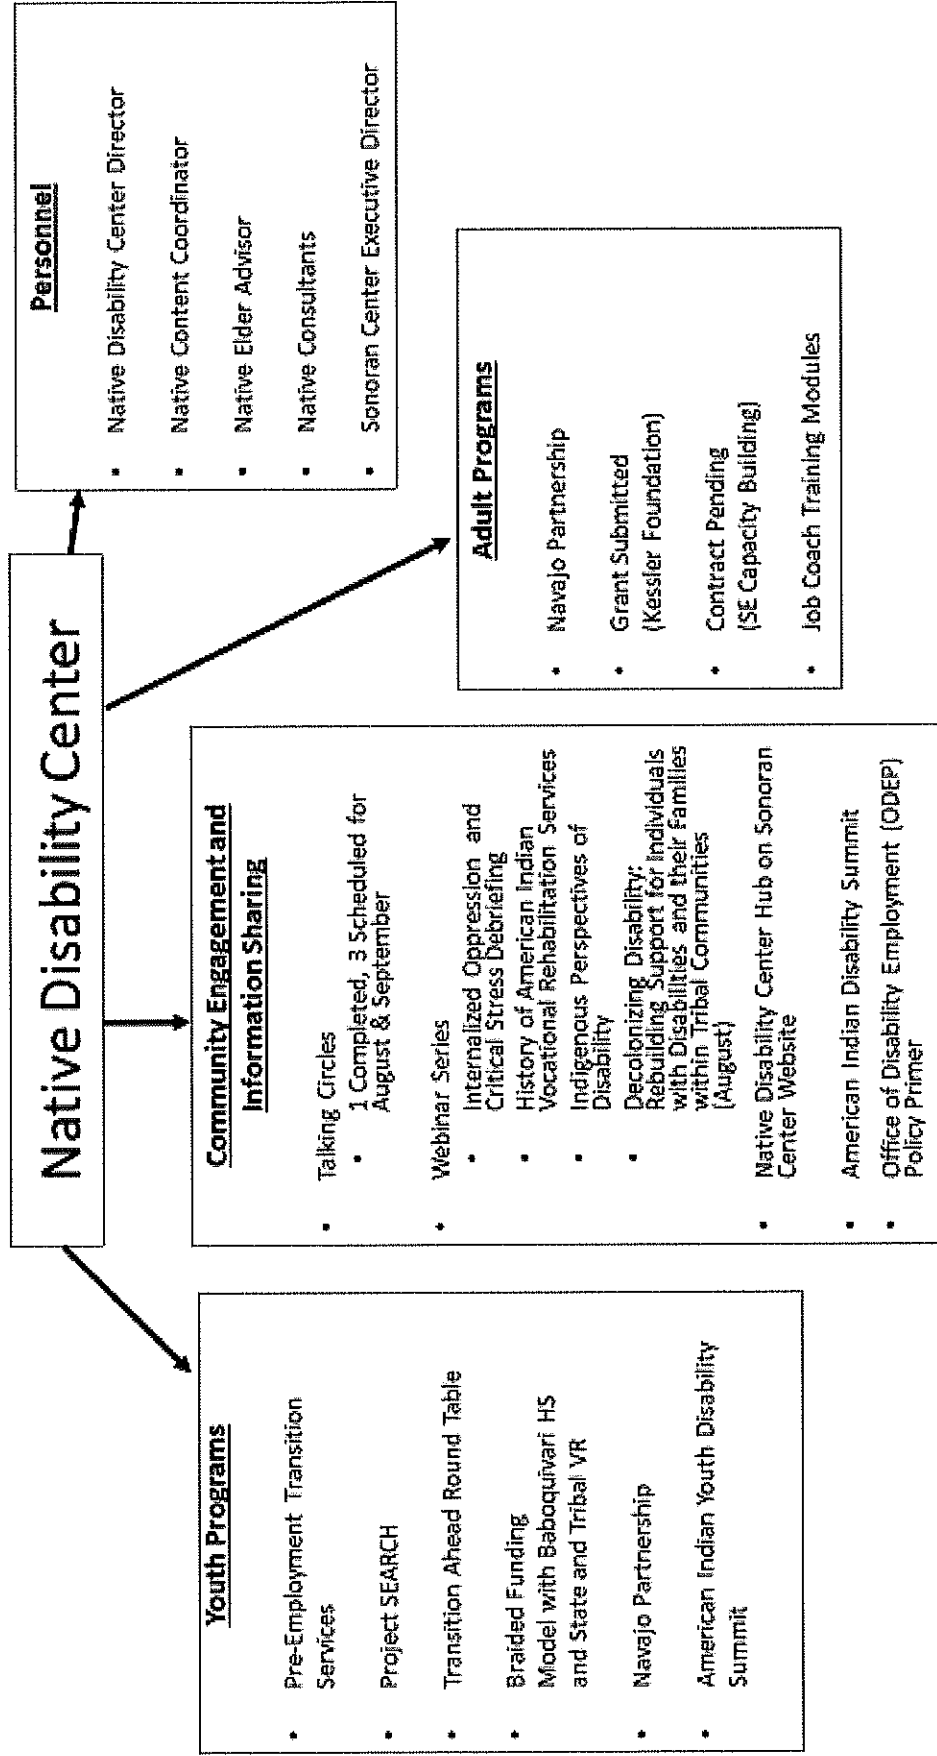 Native Disability Center
Youth Programs
• Pre-Employment Transition
Services
• Project SEARCH
• Transition Ahead Round Table
• Braided Funding
Model with Baboquivari HS
and State and Tribal VR
• Navajo Partnership
• American Indian Youth Disability
Summit
Community Engagement and
Information Sharing
• Talking Circles
• 1 Completed, 3 Scheduled for
August & September
• Webinar Series
• Internalized Oppression and
Critical Stress Debriefing
• History of American Indian
Vocational Rehabilitation Services
• Indigenous Perspectives of
Disability
• Decolonizing Disability:
Rebuilding Support for Individuals
with Disabilities and their Families
within Tribal Communities
(August)
• Native Disability Center Hub on Sonoran
Center Website
• American Indian Disability Summit
• Office of Disability Employment (ODEP)
Policy Primer
Adult Programs
• Navajo Partnership
• Grant Submitted
(Kessler Foundation)
• Contract Pending
(SE Capacity Building)
• Job Coach Training Modules
Personnel
• Native Disability Center Director
• Native Content Coordinator
• Native Elder Advisor
• Native Consultants
• Sonoran Center Executive Director